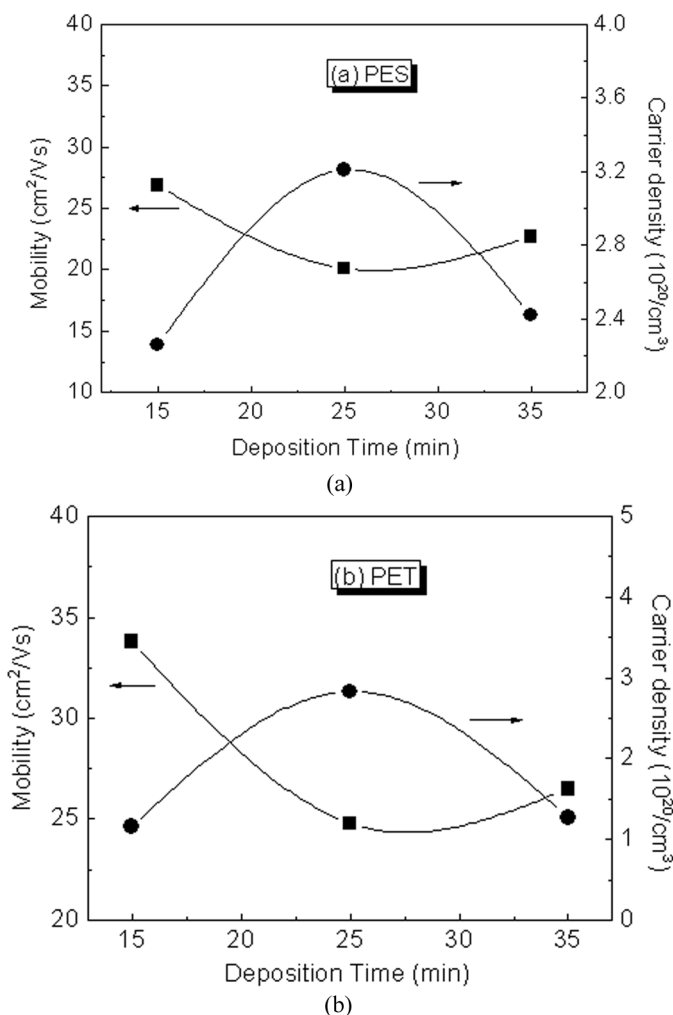 40
35
30
25
20
15
10
Mobility (cm²/Vs)
(a) PES
4.0
3.6
3.2
2.8
2.4
2.0
Carrier density (10²⁰/cm³)
15 20 25 30 35
Deposition Time (min)
(a)
40
35
30
25
20
Mobility (cm²/Vs)
(b) PET
5
4
3
2
1
0
Carrier density (10²⁰/cm³)
15 20 25 30 35
Deposition Time (min)
(b)